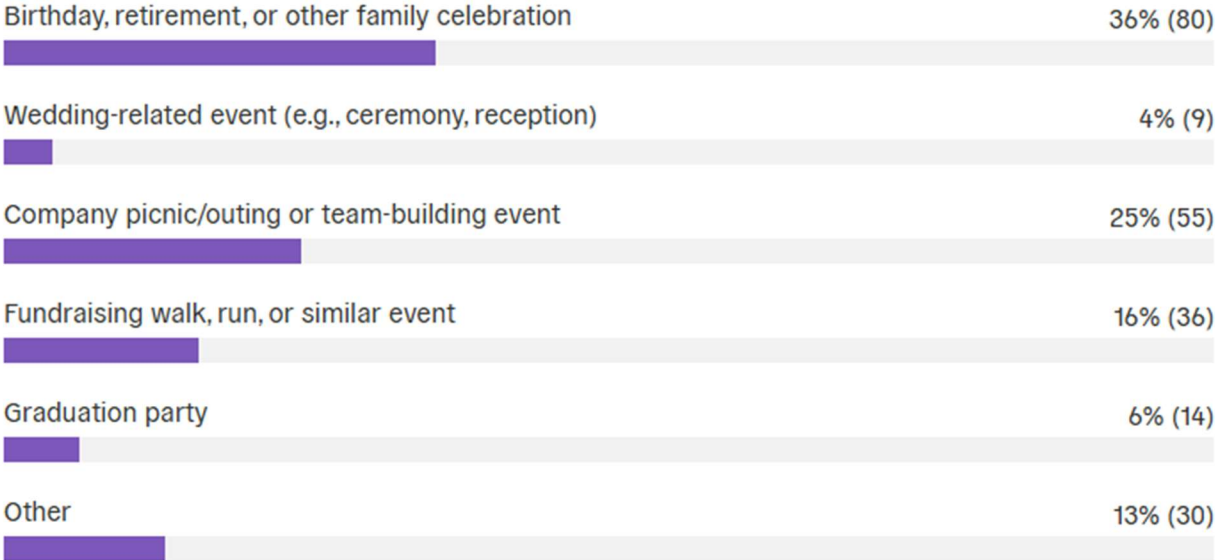 Birthday, retirement, or other family celebration 36% (80)
Wedding-related event (e.g., ceremony, reception) 4% (9)
Company picnic/outing or team-building event 25% (55)
Fundraising walk, run, or similar event 16% (36)
Graduation party 6% (14)
Other 13% (30)